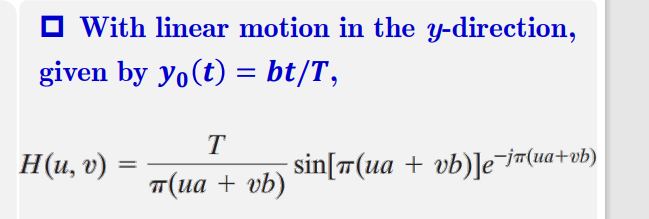 □ With linear motion in the y-direction,
given by y₀(t) = bt/T,
H(u, v) = T / π(ua + vb) sin[π(ua + vb)]e^−jπ(ua+vb)